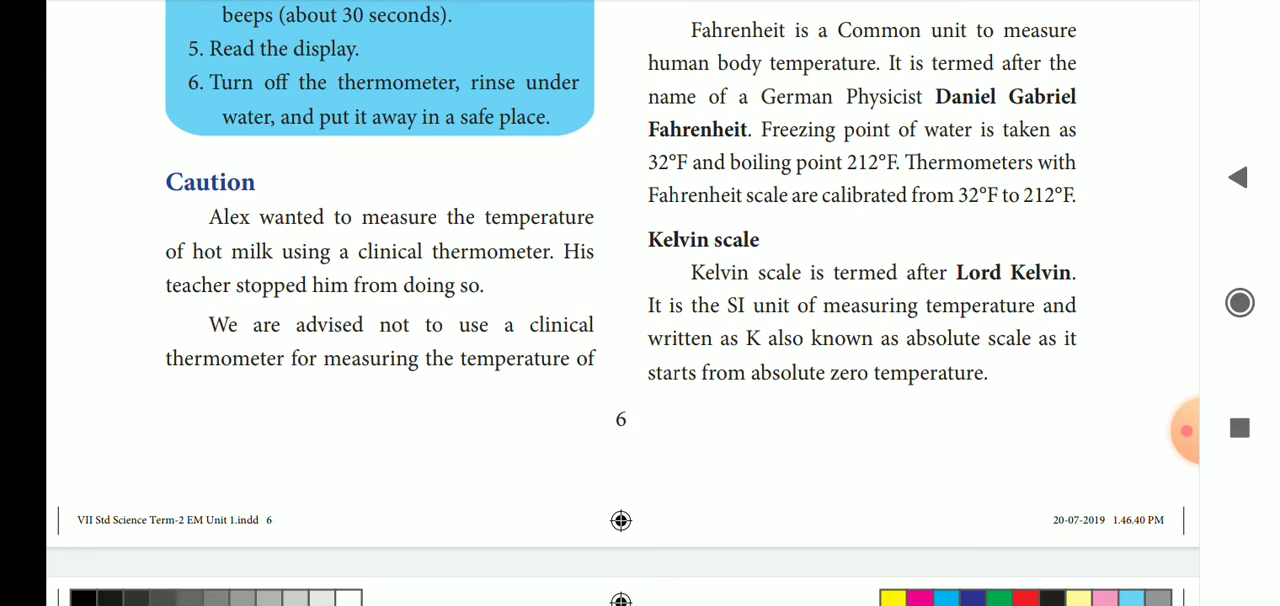 beeps (about 30 seconds).
5. Read the display.
6. Turn off the thermometer, rinse under
water, and put it away in a safe place.
Caution
Alex wanted to measure the temperature
of hot milk using a clinical thermometer. His
teacher stopped him from doing so.
We are advised not to use a clinical
thermometer for measuring the temperature of
Fahrenheit is a Common unit to measure
human body temperature. It is termed after the
name of a German Physicist Daniel Gabriel
Fahrenheit. Freezing point of water is taken as
32°F and boiling point 212°F. Thermometers with
Fahrenheit scale are calibrated from 32°F to 212°F.
Kelvin scale
Kelvin scale is termed after Lord Kelvin.
It is the SI unit of measuring temperature and
written as K also known as absolute scale as it
starts from absolute zero temperature.
6
VII Std Science Term-2 EM Unit 1.indd 6
20-07-2019 1.46.40 PM